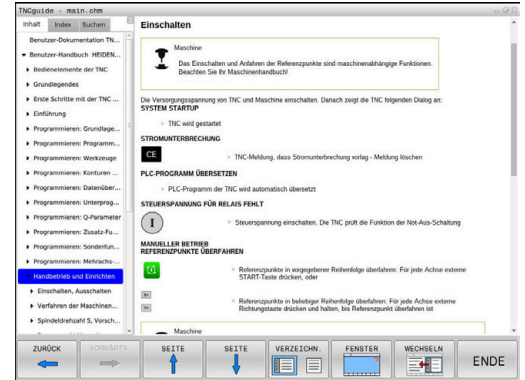 TNCguide - main.chm
Inhalt Index Suchen
Benutzer-Dokumentation TN...
Benutzer-Handbuch HEIDEN...
Bedienelemente der TNC
Grundlegendes
Erste Schritte mit der TNC ...
Einführung
Programmieren: Grundlage...
Programmieren: Programm...
Programmieren: Werkzeuge
Programmieren: Konturen ...
Programmieren: Datenüber...
Programmieren: Unterprog...
Programmieren: Q-Parameter
Programmieren: Zusatz-Fu...
Programmieren: Sonderfun...
Programmieren: Mehrachs-...
Handbetrieb und Einrichten
Einschalten, Ausschalten
Verfahren der Maschinen...
Spindeldrehzahl S, Vorsch...
Einschalten
Maschine
Das Einschalten und Anfahren der Referenzpunkte sind maschinenabhängige Funktionen.
Beachten Sie Ihr Maschinenhandbuch!
Die Versorgungsspannung von TNC und Maschine einschalten. Danach zeigt die TNC folgenden Dialog an:
SYSTEM STARTUP
TNC wird gestartet
STROMUNTERBRECHUNG
CE
TNC-Meldung, dass Stromunterbrechung vorlag - Meldung löschen
PLC-PROGRAMM ÜBERSETZEN
PLC-Programm der TNC wird automatisch übersetzt
STEUERSPANNUNG FÜR RELAIS FEHLT
I
Steuerspannung einschalten. Die TNC prüft die Funktion der Not-Aus-Schaltung
MANUELLER BETRIEB
REFERENZPUNKTE ÜBERFAHREN
Referenzpunkte in vorgegebener Reihenfolge überfahren: Für jede Achse externe
START-Taste drücken, oder
Referenzpunkte in beliebiger Reihenfolge überfahren: Für jede Achse externe
Richtungstaste drücken und halten, bis Referenzpunkt überfahren ist
Maschine
ZURÜCK VORWÄRTS SEITE SEITE VERZEICHN. FENSTER WECHSELN ENDE